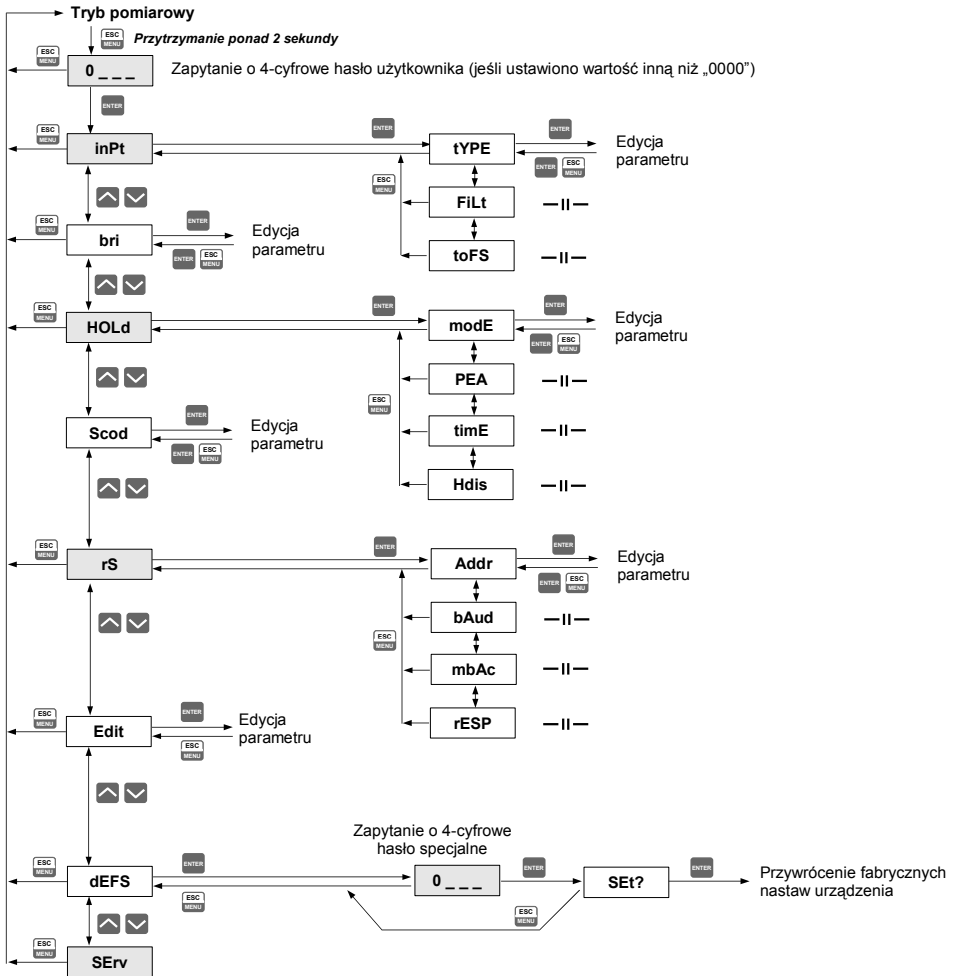 Tryb pomiarowy
ESC MENU Przytrzymanie ponad 2 sekundy
ESC MENU
0 _ _ _ Zapytanie o 4-cyfrowe hasło użytkownika (jeśli ustawiono wartość inną niż „0000”)
ENTER
ESC MENU
inPt
ENTER
tYPE
ENTER
ENTER ESC MENU
Edycja
parametru
ESC MENU
FiLt
—II—
toFS
—II—
ESC MENU
bri
ENTER
ENTER ESC MENU
Edycja
parametru
ESC MENU
HOLd
ENTER
modE
ENTER
ENTER ESC MENU
Edycja
parametru
ESC MENU
PEA
—II—
timE
—II—
Hdis
—II—
Scod
ENTER
ENTER ESC MENU
Edycja
parametru
ESC MENU
rS
ENTER
Addr
ENTER
ENTER ESC MENU
Edycja
parametru
ESC MENU
bAud
—II—
mbAc
—II—
rESP
—II—
ESC MENU
Edit
ENTER
ESC MENU
Edycja
parametru
ESC MENU
dEFS
ENTER
ESC MENU
Zapytanie o 4-cyfrowe
hasło specjalne
0 _ _ _
ENTER
ESC MENU
SEt?
ENTER
Przywrócenie fabrycznych
nastaw urządzenia
ESC MENU
SErv